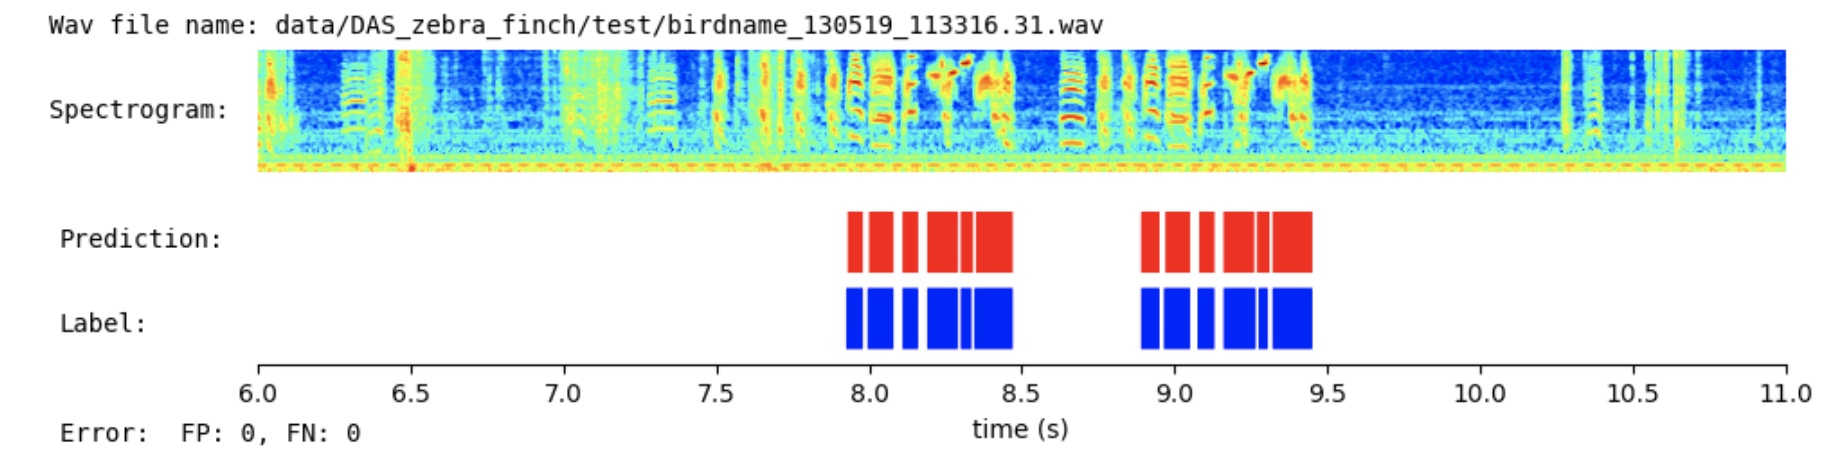 Wav file name: data/DAS_zebra_finch/test/birdname_130519_113316.31.wav
Spectrogram:
Prediction:
Label:
6.0 6.5 7.0 7.5 8.0 8.5 9.0 9.5 10.0 10.5 11.0
time (s)
Error: FP: 0, FN: 0